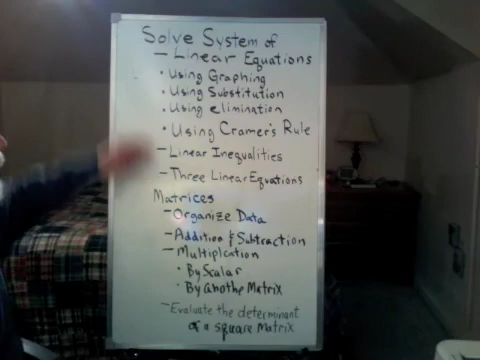 Solve System of
- Linear Equations
• Using Graphing
• Using Substitution
• Using elimination
• Using Cramer's Rule
- Linear Inequalities
- Three Linear Equations
Matrices
- Organize Data
- Addition & Subtraction
- Multiplication
• By Scalar
• By anothe Matrix
- Evaluate the determinant
of a square Matrix